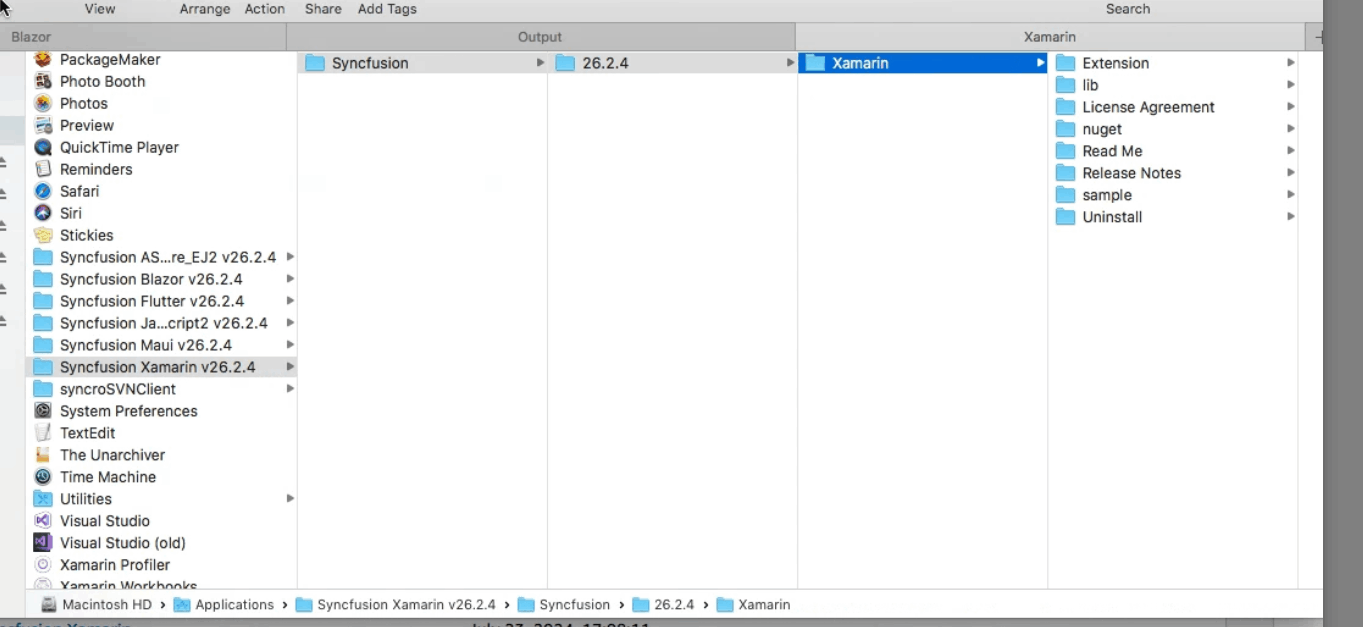 View Arrange Action Share Add Tags Search
Blazor Output Xamarin
PackageMaker
Photo Booth
Photos
Preview
QuickTime Player
Reminders
Safari
Siri
Stickies
Syncfusion AS...re_EJ2 v26.2.4
Syncfusion Blazor v26.2.4
Syncfusion Flutter v26.2.4
Syncfusion Ja...cript2 v26.2.4
Syncfusion Maui v26.2.4
Syncfusion Xamarin v26.2.4
syncroSVNClient
System Preferences
TextEdit
The Unarchiver
Time Machine
Utilities
Visual Studio
Visual Studio (old)
Xamarin Profiler
Xamarin Workbooks
Syncfusion
26.2.4
Xamarin
Extension
lib
License Agreement
nuget
Read Me
Release Notes
sample
Uninstall
Macintosh HD › Applications › Syncfusion Xamarin v26.2.4 › Syncfusion › 26.2.4 › Xamarin